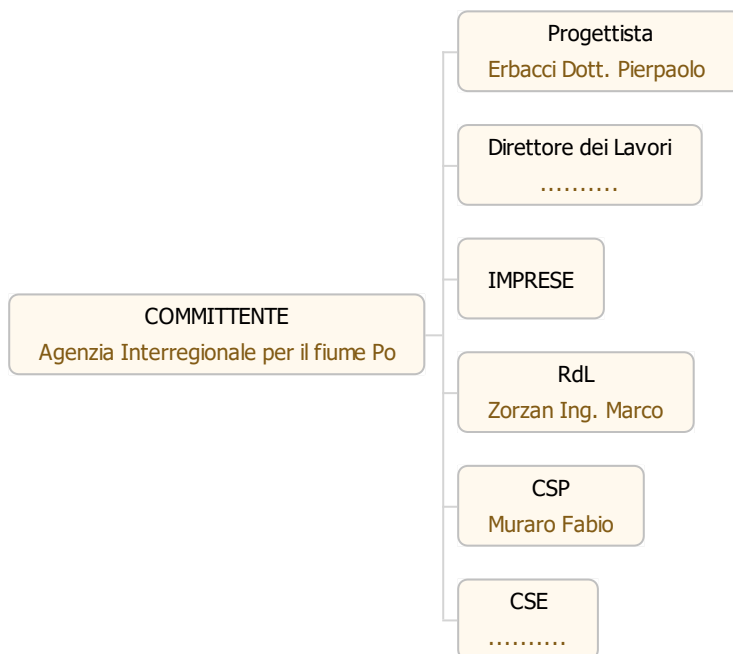 Progettista
Erbacci Dott. Pierpaolo
Direttore dei Lavori
..........
IMPRESE
COMMITTENTE
Agenzia Interregionale per il fiume Po
RdL
Zorzan Ing. Marco
CSP
Muraro Fabio
CSE
..........